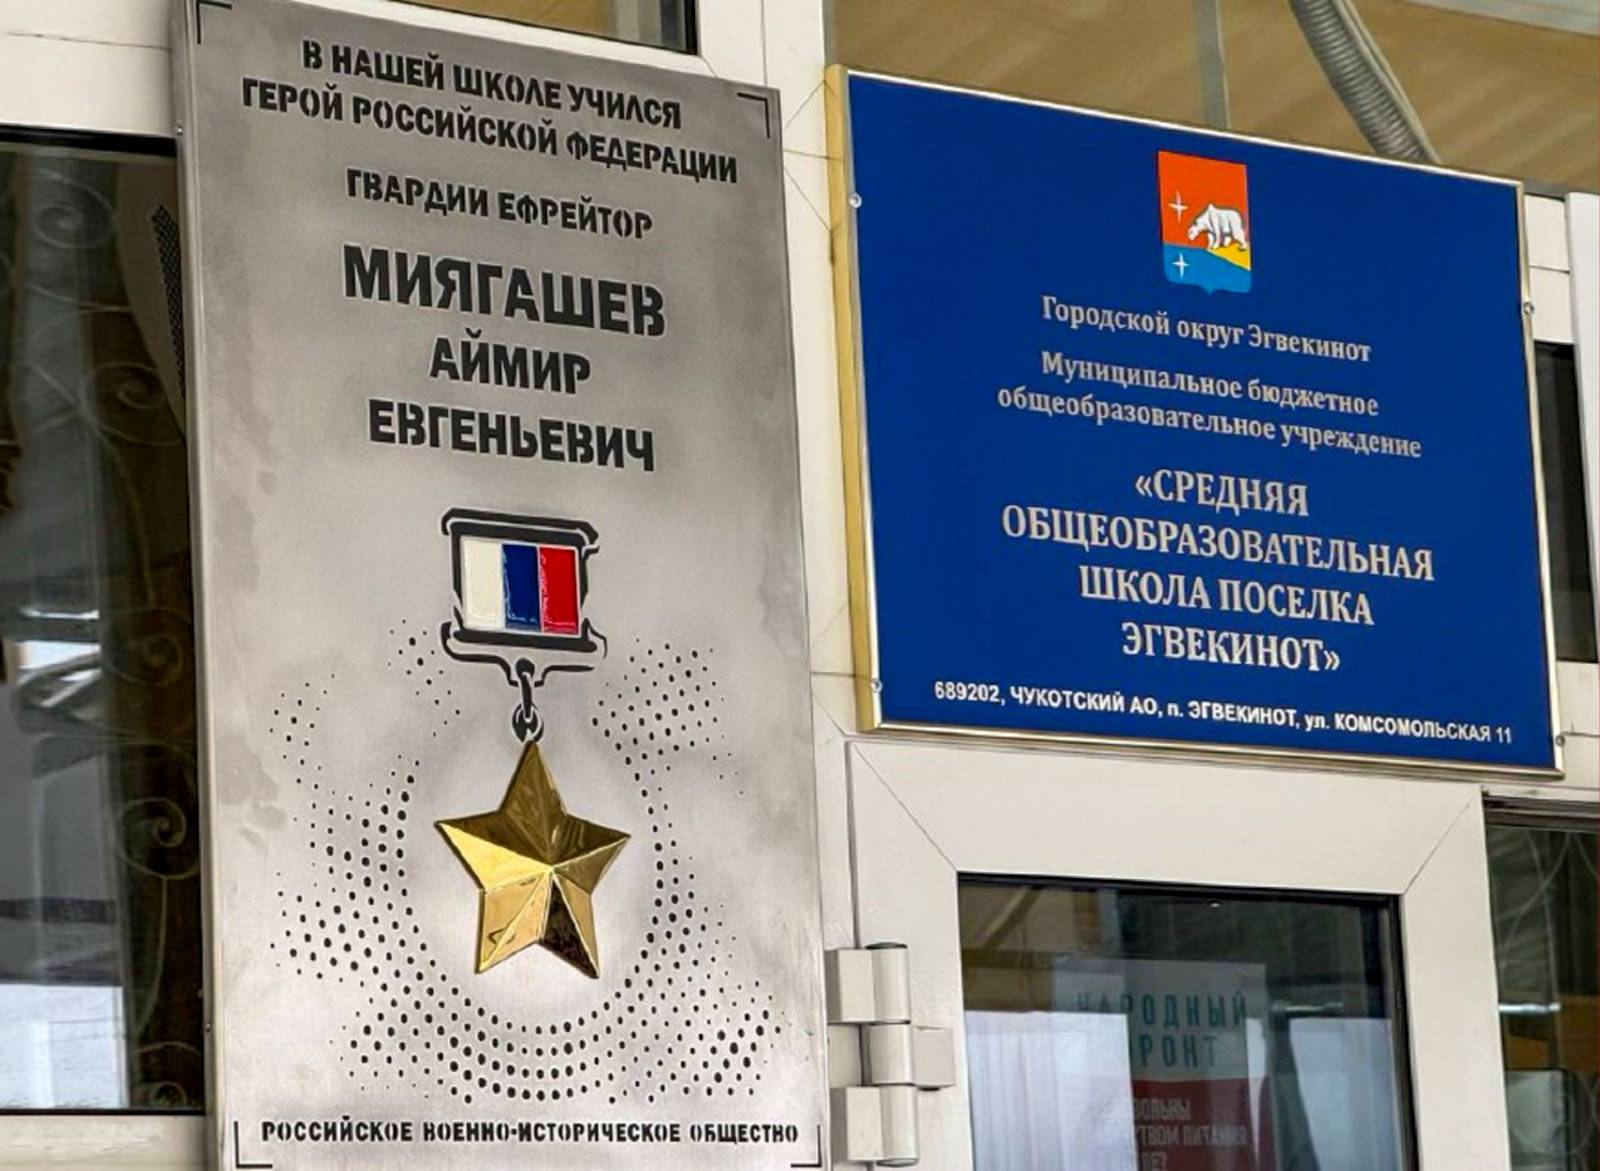 В НАШЕЙ ШКОЛЕ УЧИЛСЯ
ГЕРОЙ РОССИЙСКОЙ ФЕДЕРАЦИИ
ГВАРДИИ ЕФРЕЙТОР
МИЯГАШЕВ
АЙМИР
ЕВГЕНЬЕВИЧ
РОССИЙСКОЕ ВОЕННО-ИСТОРИЧЕСКОЕ ОБЩЕСТВО
Городской округ Эгвекинот
Муниципальное бюджетное
общеобразовательное учреждение
«СРЕДНЯЯ
ОБЩЕОБРАЗОВАТЕЛЬНАЯ
ШКОЛА ПОСЕЛКА
ЭГВЕКИНОТ»
689202, ЧУКОТСКИЙ АО, п. ЭГВЕКИНОТ, ул. КОМСОМОЛЬСКАЯ 11
НАРОДНЫЙ
ФРОНТ